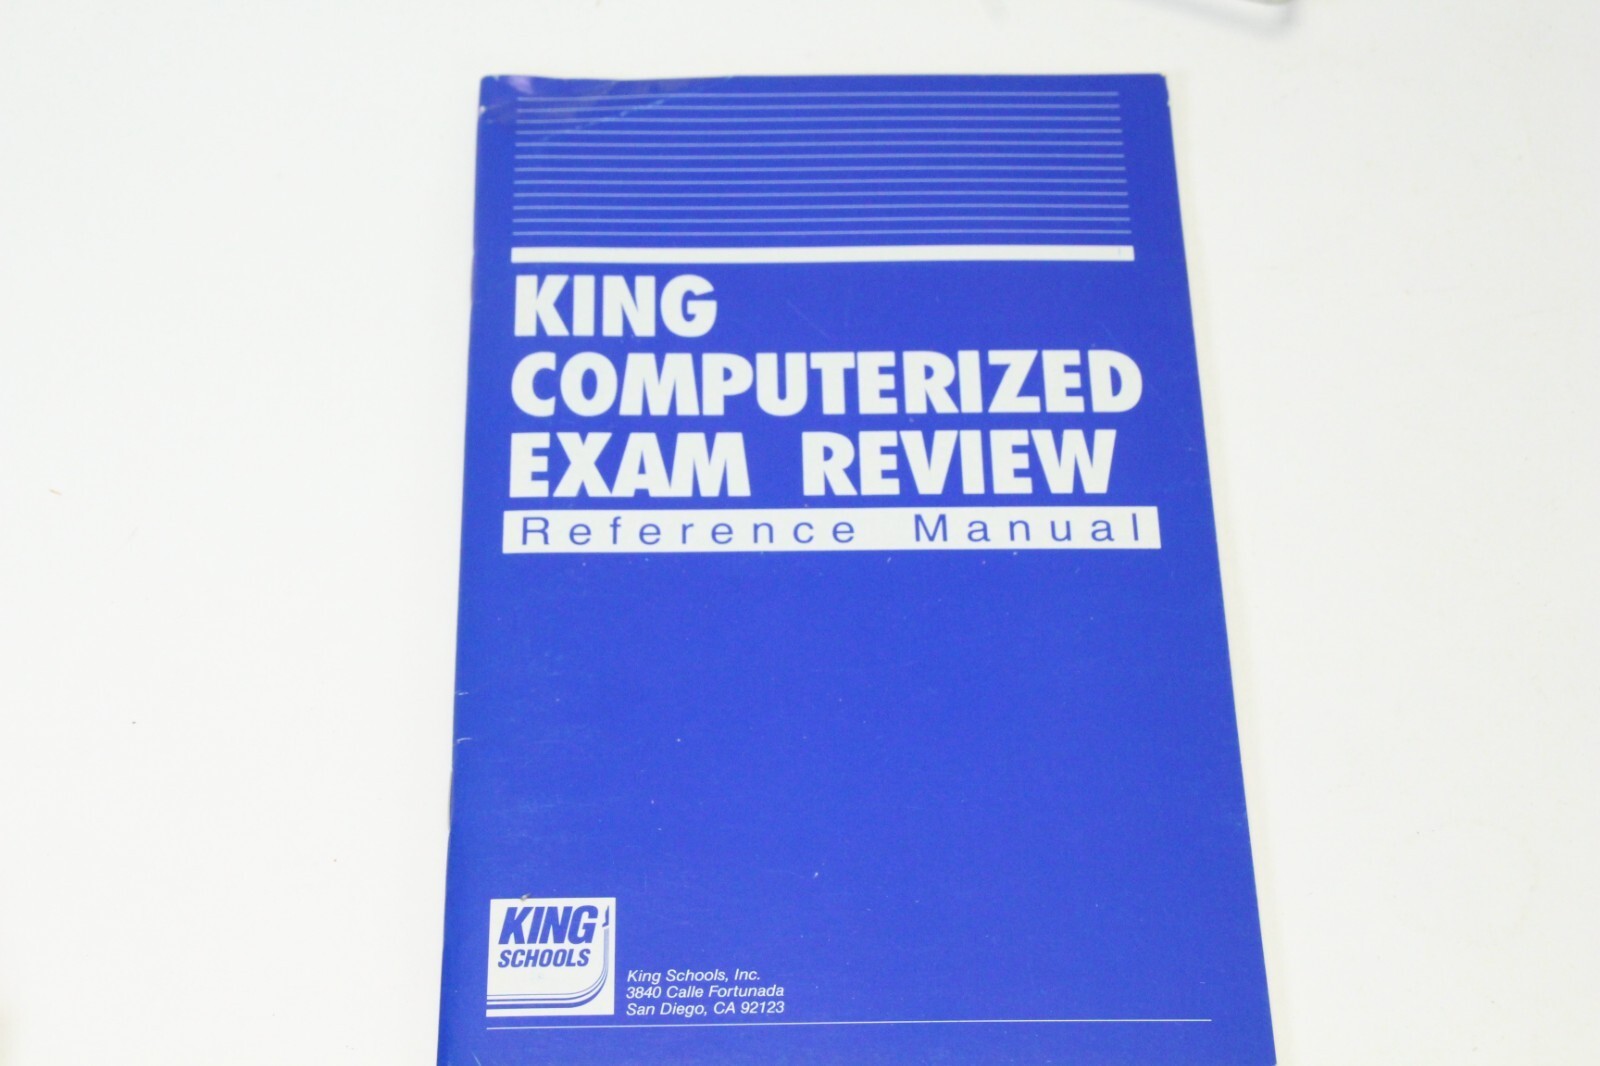 KING
COMPUTERIZED
EXAM REVIEW
Reference Manual
KING
SCHOOLS
King Schools, Inc.
3840 Calle Fortunada
San Diego, CA 92123